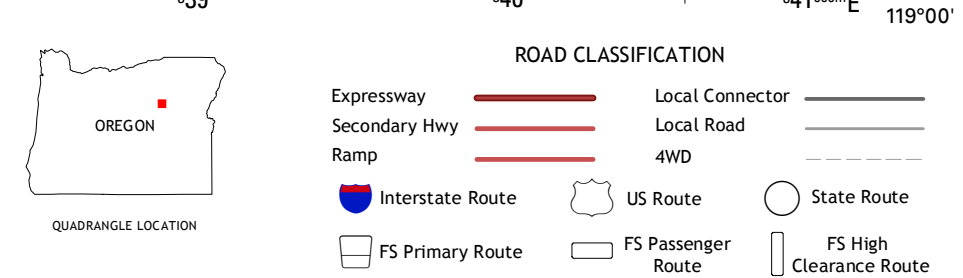 119°00'
ROAD CLASSIFICATION
Expressway
Local Connector
Secondary Hwy
Local Road
Ramp
4WD
OREGON
QUADRANGLE LOCATION
Interstate Route
US Route
State Route
FS Primary Route
FS Passenger
Route
FS High
Clearance Route